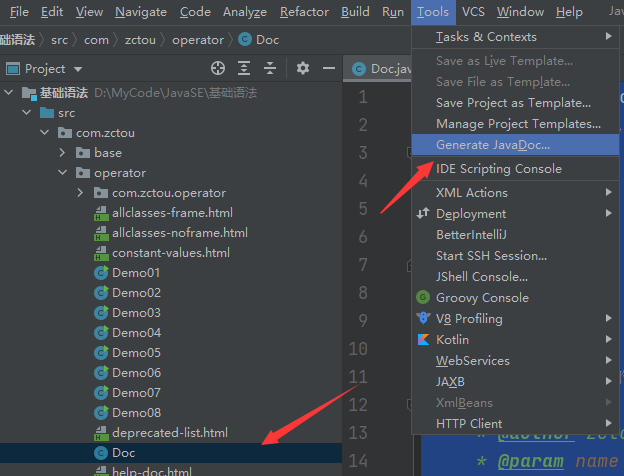 Edit View Navigate Code Analyze Refactor Build Run Tools VCS Window Help
础语法 src com zctou operator Doc
Project
Doc.jav
基础语法 D:\MyCode\JavaSE\基础语法
src
com.zctou
base
operator
com.zctou.operator
allclasses-frame.html
allclasses-noframe.html
constant-values.html
Demo01
Demo02
Demo03
Demo04
Demo05
Demo06
Demo07
Demo08
deprecated-list.html
Doc
help-doc.html
1
2
3
4
5
6
7
8
9
10
11
12
13
14
* @author
* @param name
Tasks & Contexts
Save as Live Template...
Save File as Template...
Save Project as Template...
Manage Project Templates...
Generate JavaDoc...
IDE Scripting Console
XML Actions
Deployment
BetterIntelliJ
Start SSH Session...
JShell Console...
Groovy Console
V8 Profiling
Kotlin
WebServices
JAXB
XmlBeans
HTTP Client